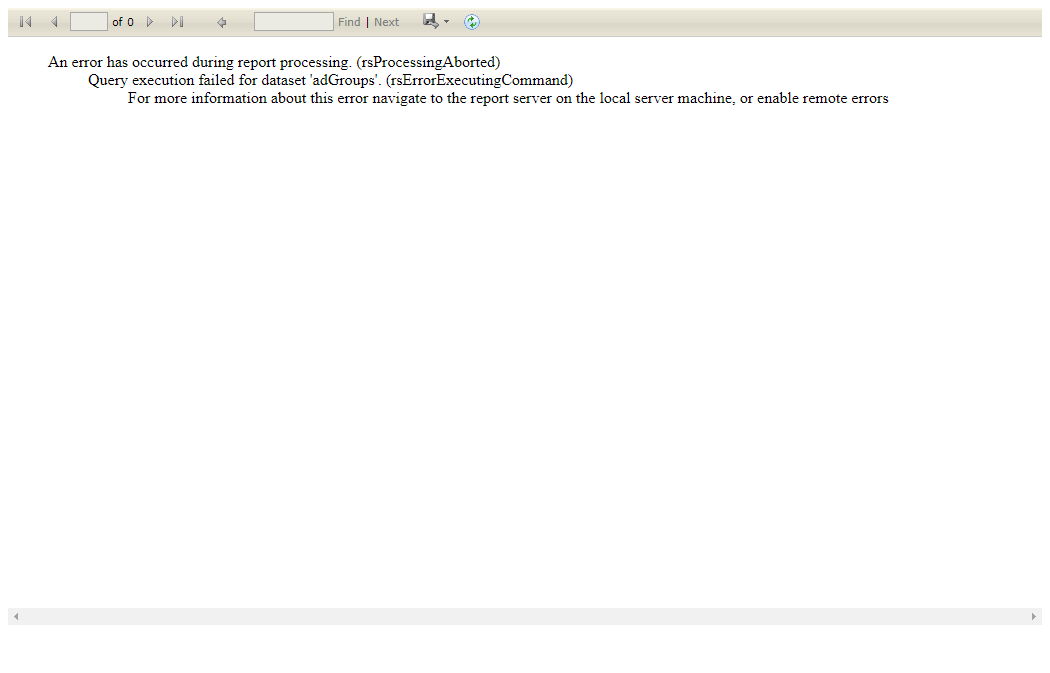 of 0 Find | Next
An error has occurred during report processing. (rsProcessingAborted)
Query execution failed for dataset 'adGroups'. (rsErrorExecutingCommand)
For more information about this error navigate to the report server on the local server machine, or enable remote errors